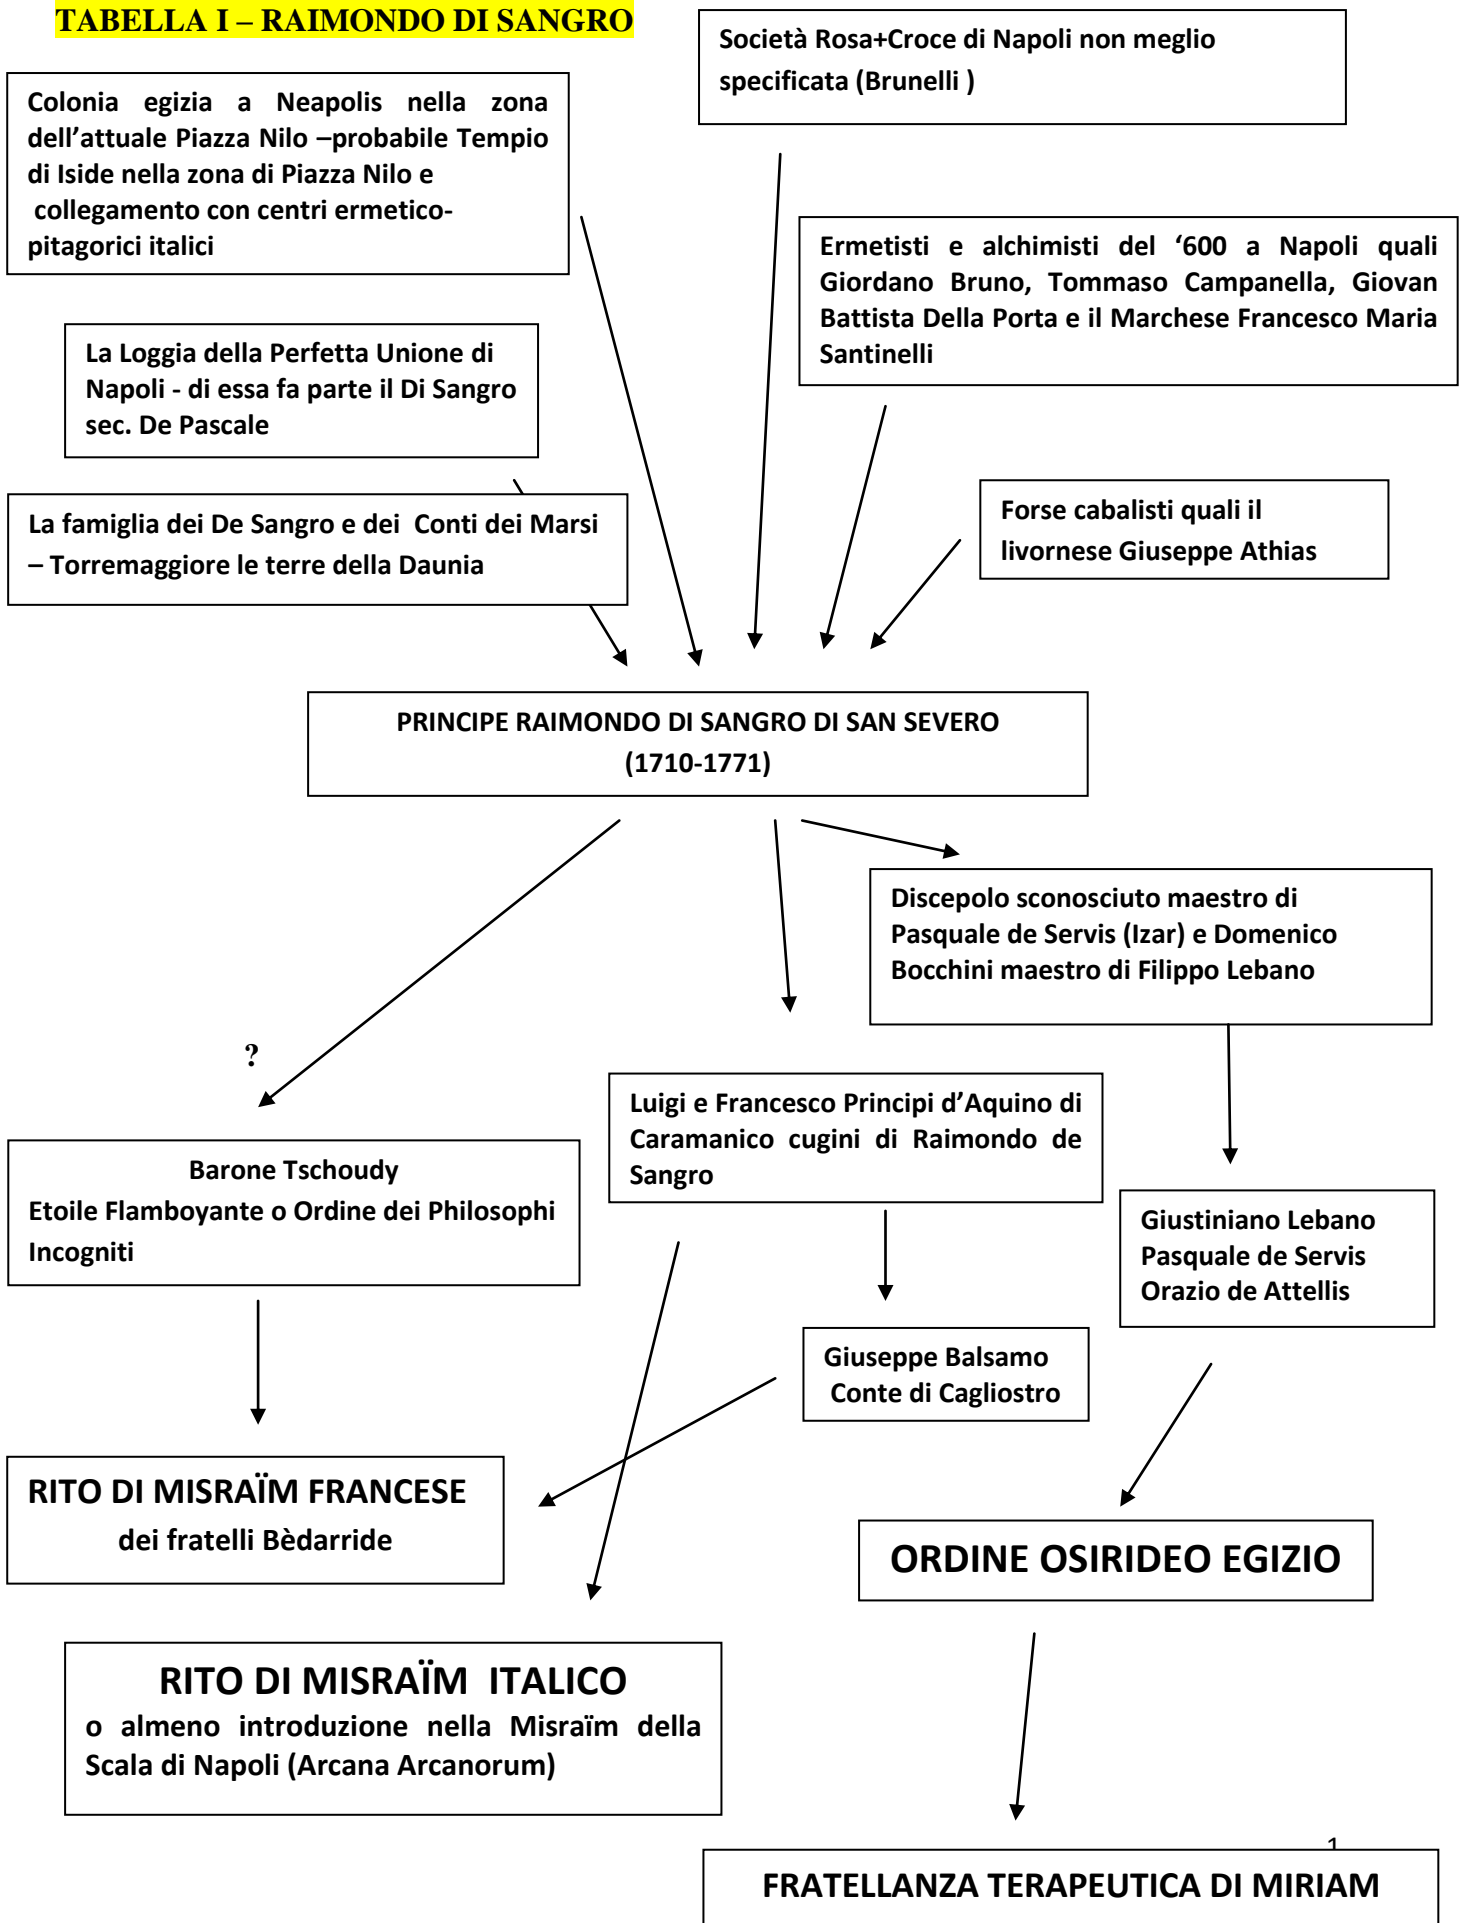 TABELLA I – RAIMONDO DI SANGRO
Società Rosa+Croce di Napoli non meglio
specificata (Brunelli )
Colonia egizia a Neapolis nella zona
dell’attuale Piazza Nilo –probabile Tempio
di Iside nella zona di Piazza Nilo e
collegamento con centri ermetico-
pitagorici italici
Ermetisti e alchimisti del ‘600 a Napoli quali
Giordano Bruno, Tommaso Campanella, Giovan
Battista Della Porta e il Marchese Francesco Maria
Santinelli
La Loggia della Perfetta Unione di
Napoli - di essa fa parte il Di Sangro
sec. De Pascale
La famiglia dei De Sangro e dei Conti dei Marsi
– Torremaggiore le terre della Daunia
Forse cabalisti quali il
livornese Giuseppe Athias
PRINCIPE RAIMONDO DI SANGRO DI SAN SEVERO
(1710-1771)
Discepolo sconosciuto maestro di
Pasquale de Servis (Izar) e Domenico
Bocchini maestro di Filippo Lebano
?
Luigi e Francesco Principi d’Aquino di
Caramanico cugini di Raimondo de
Sangro
Barone Tschoudy
Etoile Flamboyante o Ordine dei Philosophi
Incogniti
Giustiniano Lebano
Pasquale de Servis
Orazio de Attellis
Giuseppe Balsamo
Conte di Cagliostro
RITO DI MISRAÏM FRANCESE
dei fratelli Bèdarride
ORDINE OSIRIDEO EGIZIO
RITO DI MISRAÏM ITALICO
o almeno introduzione nella Misraïm della
Scala di Napoli (Arcana Arcanorum)
1
FRATELLANZA TERAPEUTICA DI MIRIAM